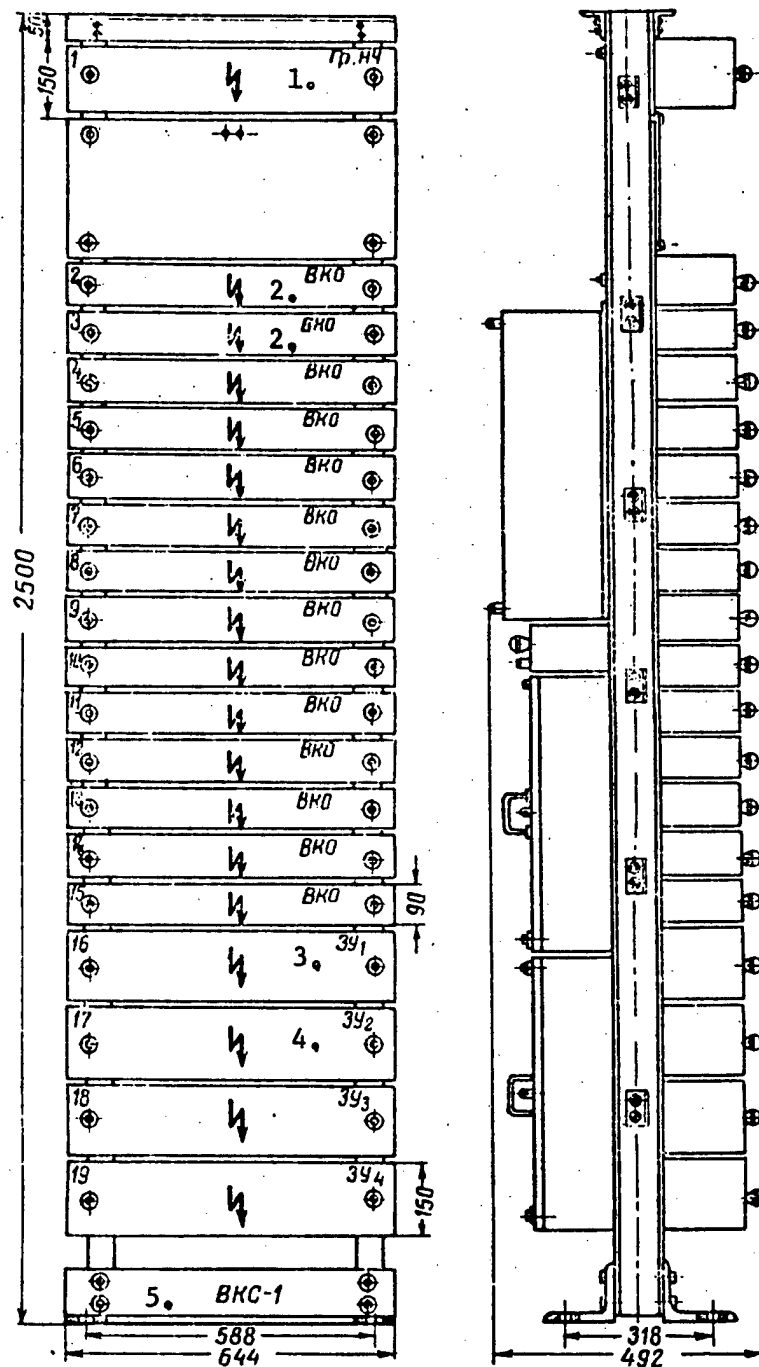 50
1 Гр.НЧ
1.
150
2 ВКО
2.
3 ВКО
2.
4 ВКО
5 ВКО
6 ВКО
7 ВКО
8 ВКО
9 ВКО
10 ВКО
11 ВКО
12 ВКО
13 ВКО
14 ВКО
15 ВКО
90
16 3. ЗУ1
17 4. ЗУ2
18 ЗУ3
19 ЗУ4
150
2500
5. ВКС-1
588
644
318
492